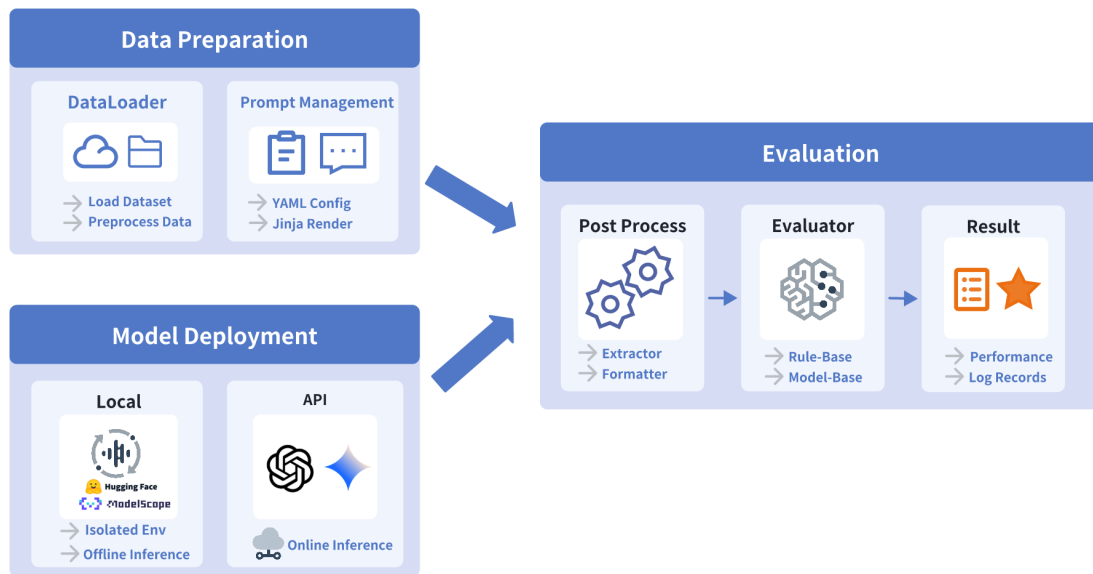 Data Preparation
DataLoader
Load Dataset
Preprocess Data
Prompt Management
YAML Config
Jinja Render
Model Deployment
Local
Hugging Face
ModelScope
Isolated Env
Offline Inference
API
Online Inference
Evaluation
Post Process
Extractor
Formatter
Evaluator
Rule-Base
Model-Base
Result
Performance
Log Records